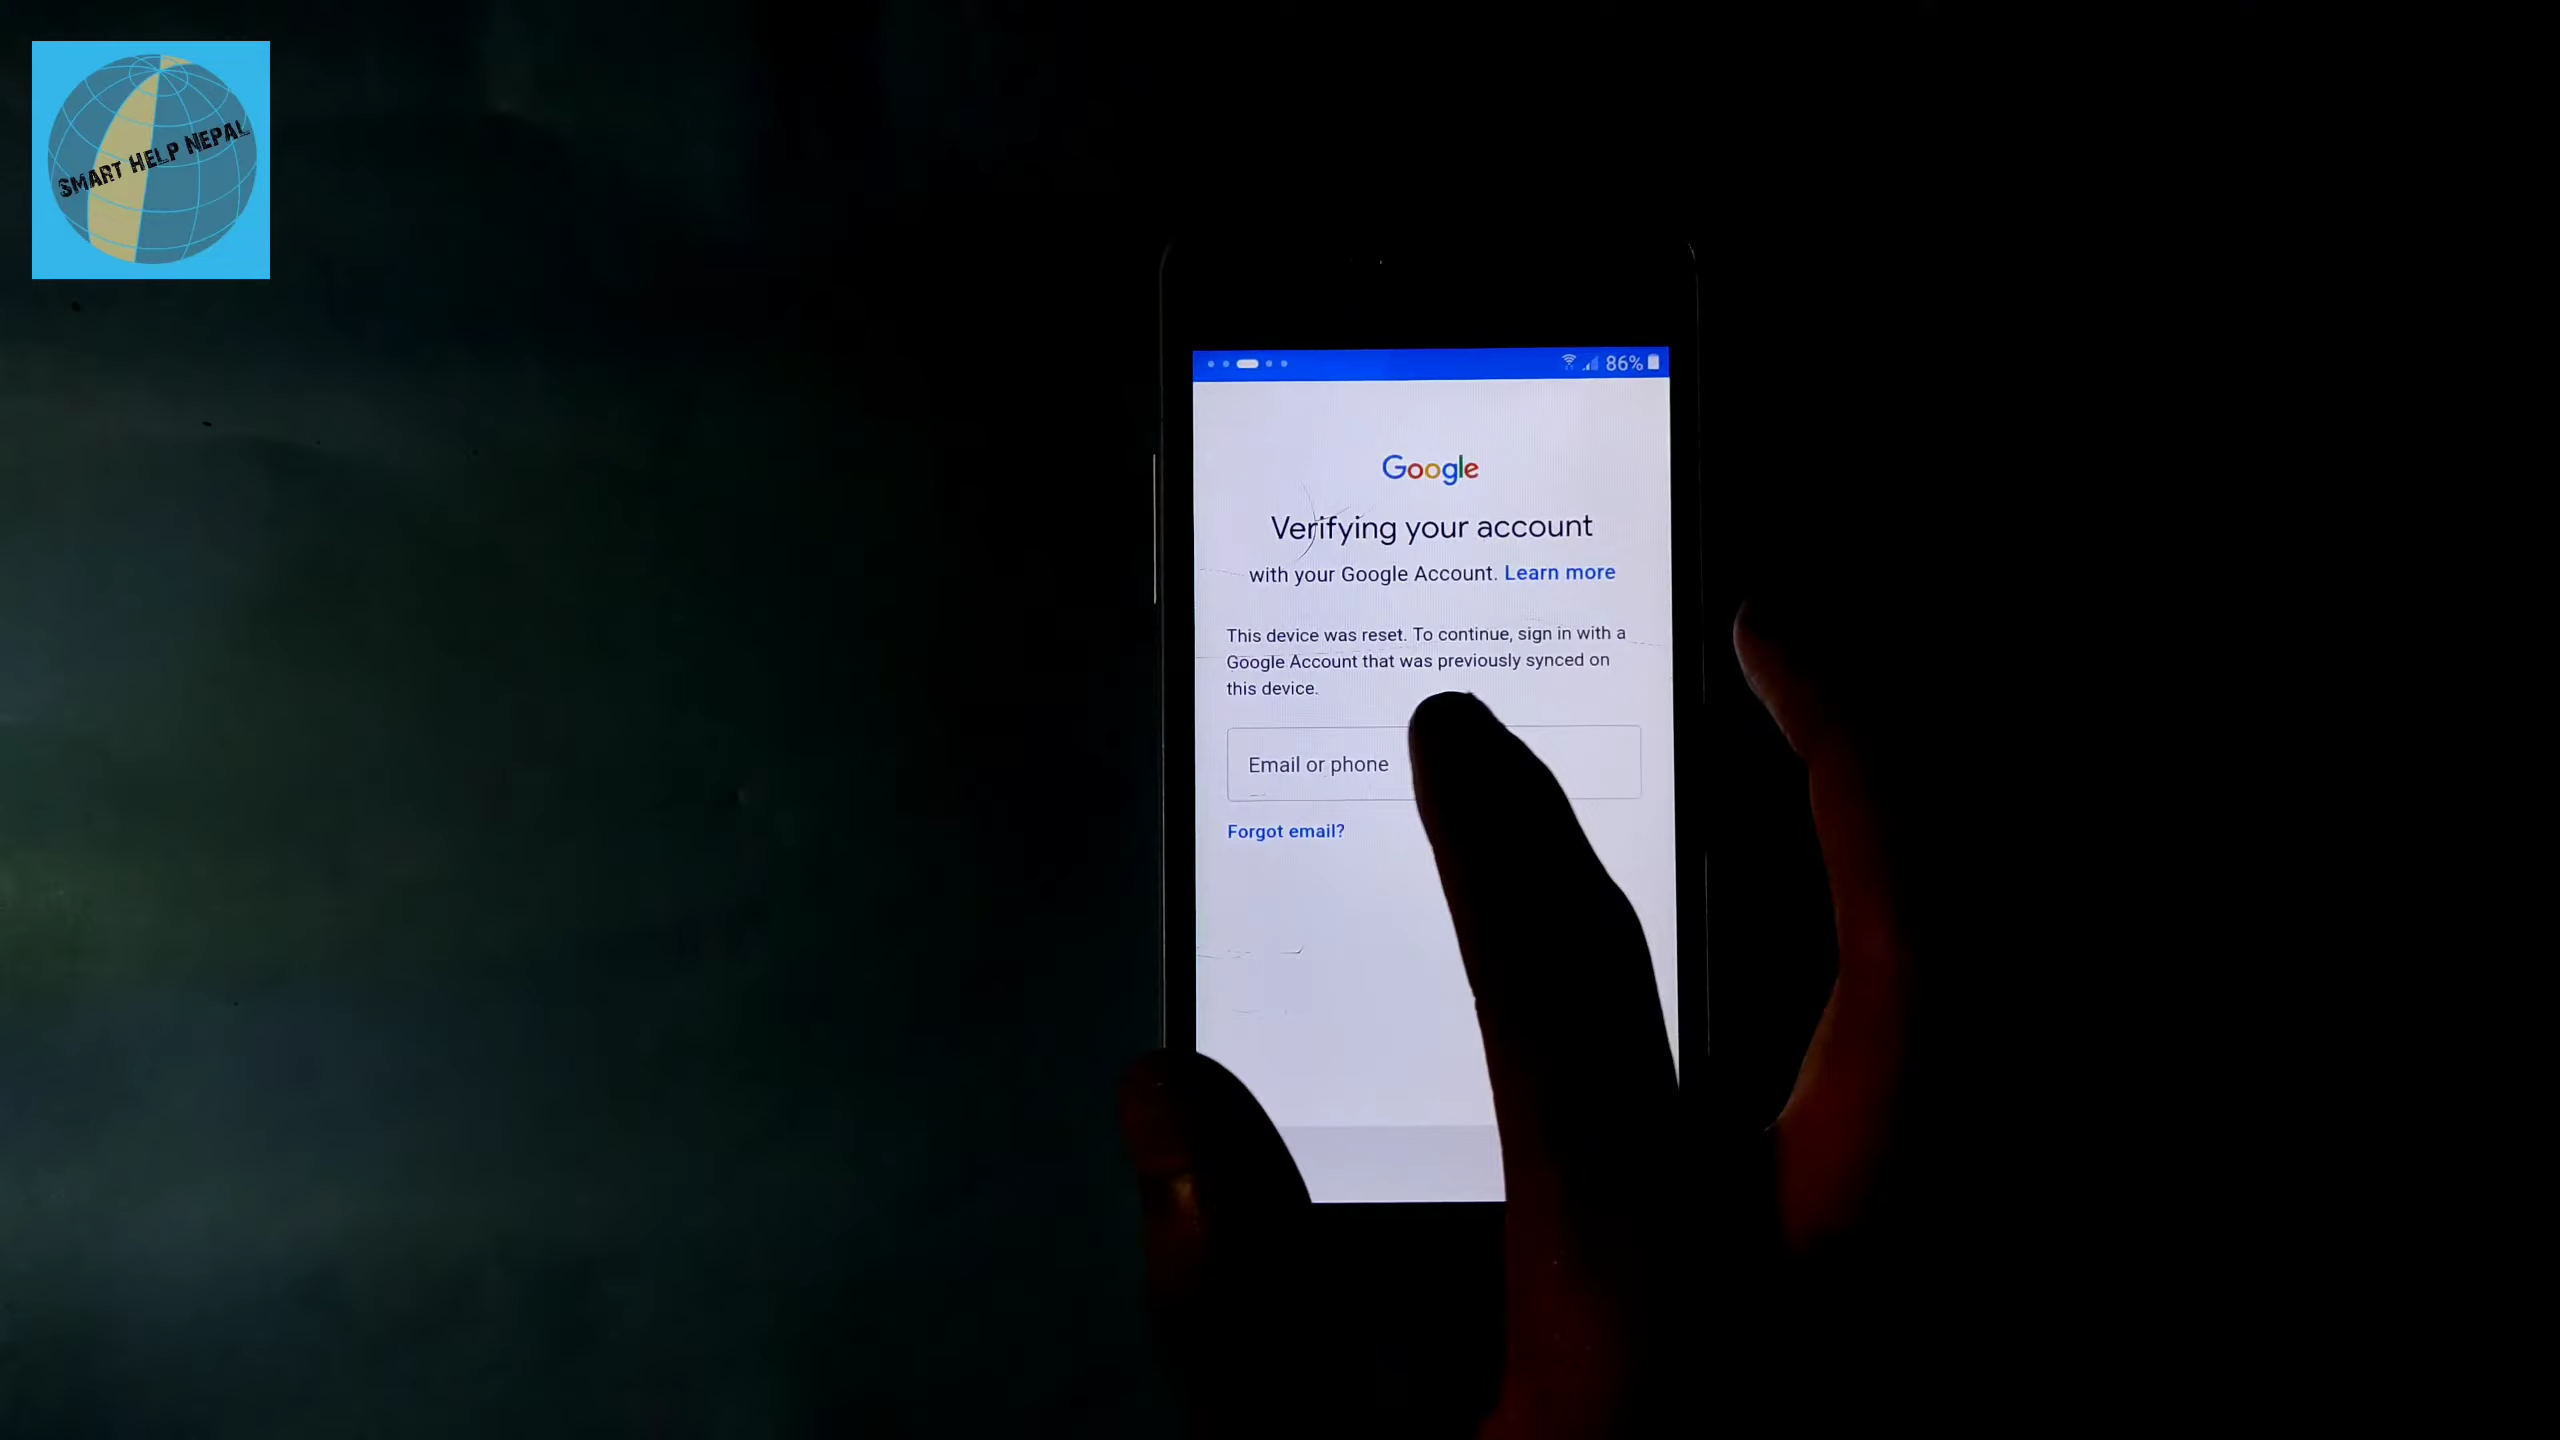 SMART HELP NEPAL
86%
Google
Verifying your account
with your Google Account. Learn more
This device was reset. To continue, sign in with a
Google Account that was previously synced on
this device.
Email or phone
Forgot email?